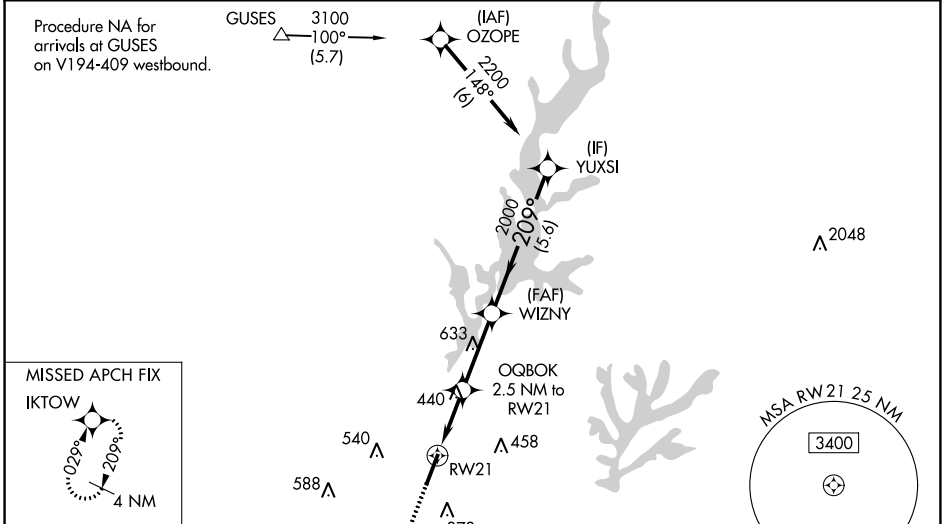 Procedure NA for
arrivals at GUSES
on V194-409 westbound.
GUSES
3100
100°
(5.7)
(IAF)
OZOPE
2200
148°
(6)
(IF)
YUXSI
2000
209°
(5.6)
2048
(FAF)
WIZNY
633
OQBOK
2.5 NM to
RW21
440
540
458
RW21
588
MISSED APCH FIX
IKTOW
029°
209°
4 NM
MSA RW21 25 NM
3400